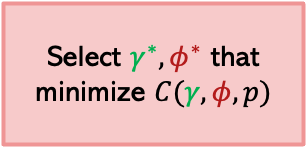 Select γ*, ϕ* that
minimize C(γ, ϕ, p)